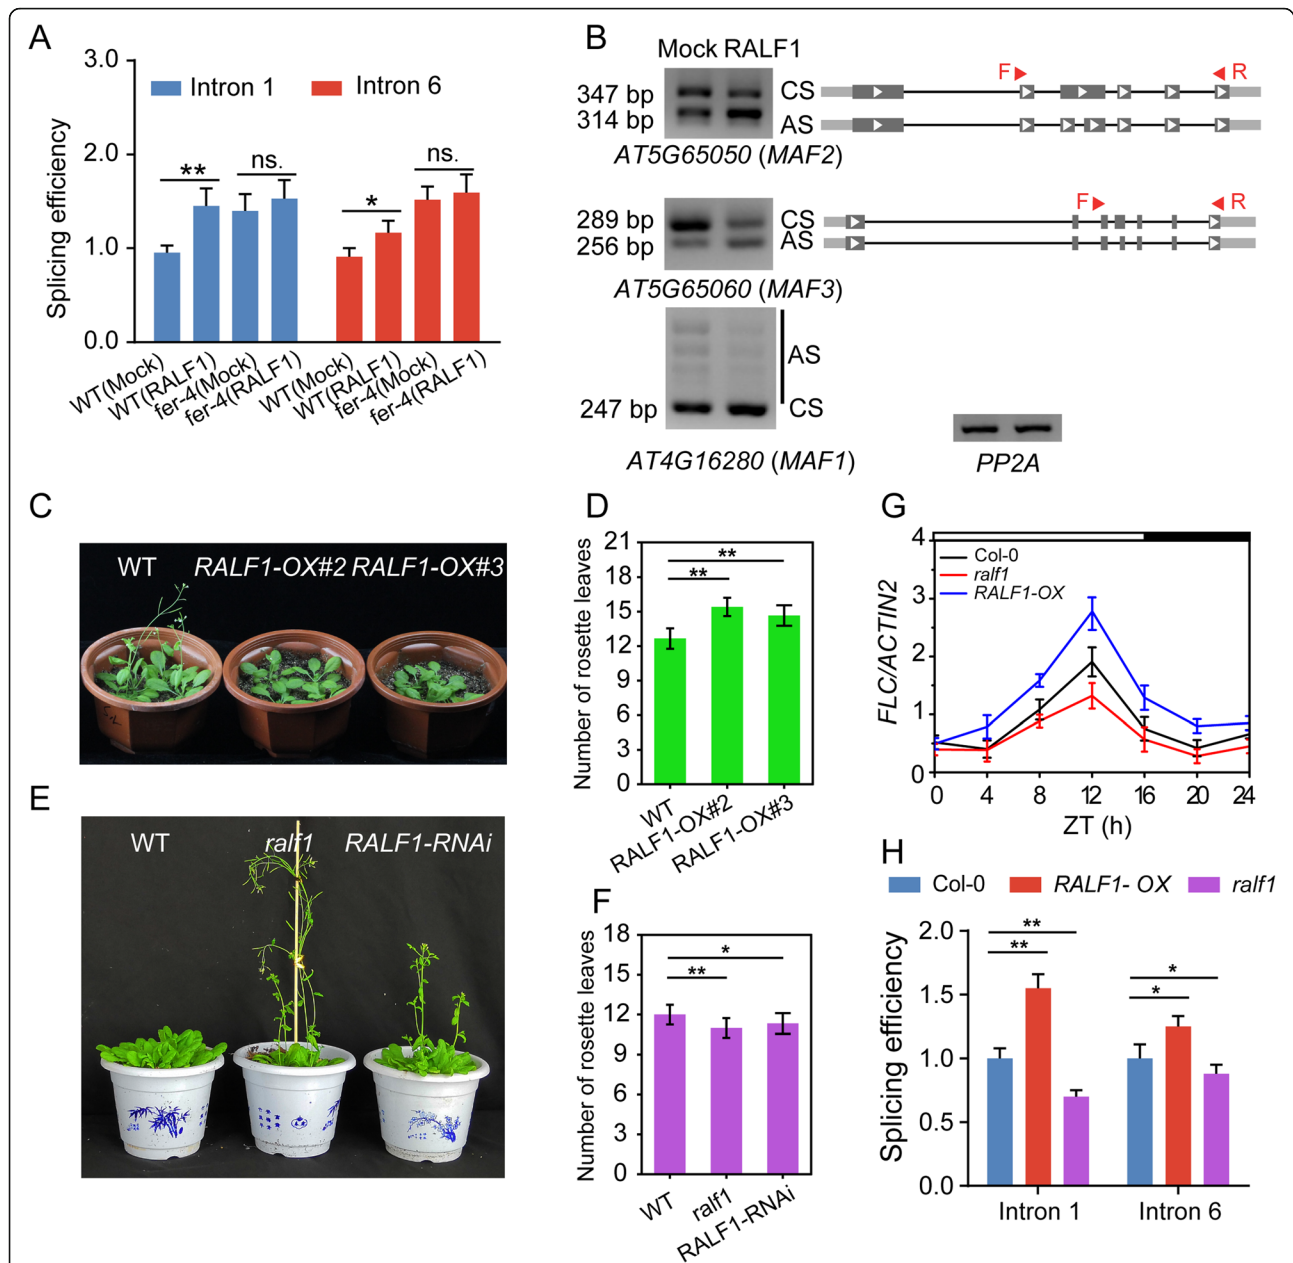 A
3.0
2.0
1.0
0.0
Splicing efficiency
Intron 1
Intron 6
**
ns.
*
ns.
WT(Mock)
WT(RALF1)
fer-4(Mock)
fer-4(RALF1)
WT(Mock)
WT(RALF1)
fer-4(Mock)
fer-4(RALF1)
B
Mock RALF1
347 bp
314 bp
CS
AS
F
R
AT5G65050 (MAF2)
289 bp
256 bp
CS
AS
F
R
AT5G65060 (MAF3)
AS
247 bp
CS
AT4G16280 (MAF1)
PP2A
C
WT
RALF1-OX#2
RALF1-OX#3
D
Number of rosette leaves
21
18
15
12
9
6
3
0
**
**
WT
RALF1-OX#2
RALF1-OX#3
E
WT
ralf1
RALF1-RNAi
F
Number of rosette leaves
18
15
12
9
6
3
0
*
**
WT
ralf1
RALF1-RNAi
G
FLC/ACTIN2
4
3
2
1
0
Col-0
ralf1
RALF1-OX
0 4 8 12 16 20 24
ZT (h)
H
Col-0
RALF1- OX
ralf1
Splicing efficiency
2.0
1.5
1.0
0.5
0.0
**
**
*
*
Intron 1
Intron 6